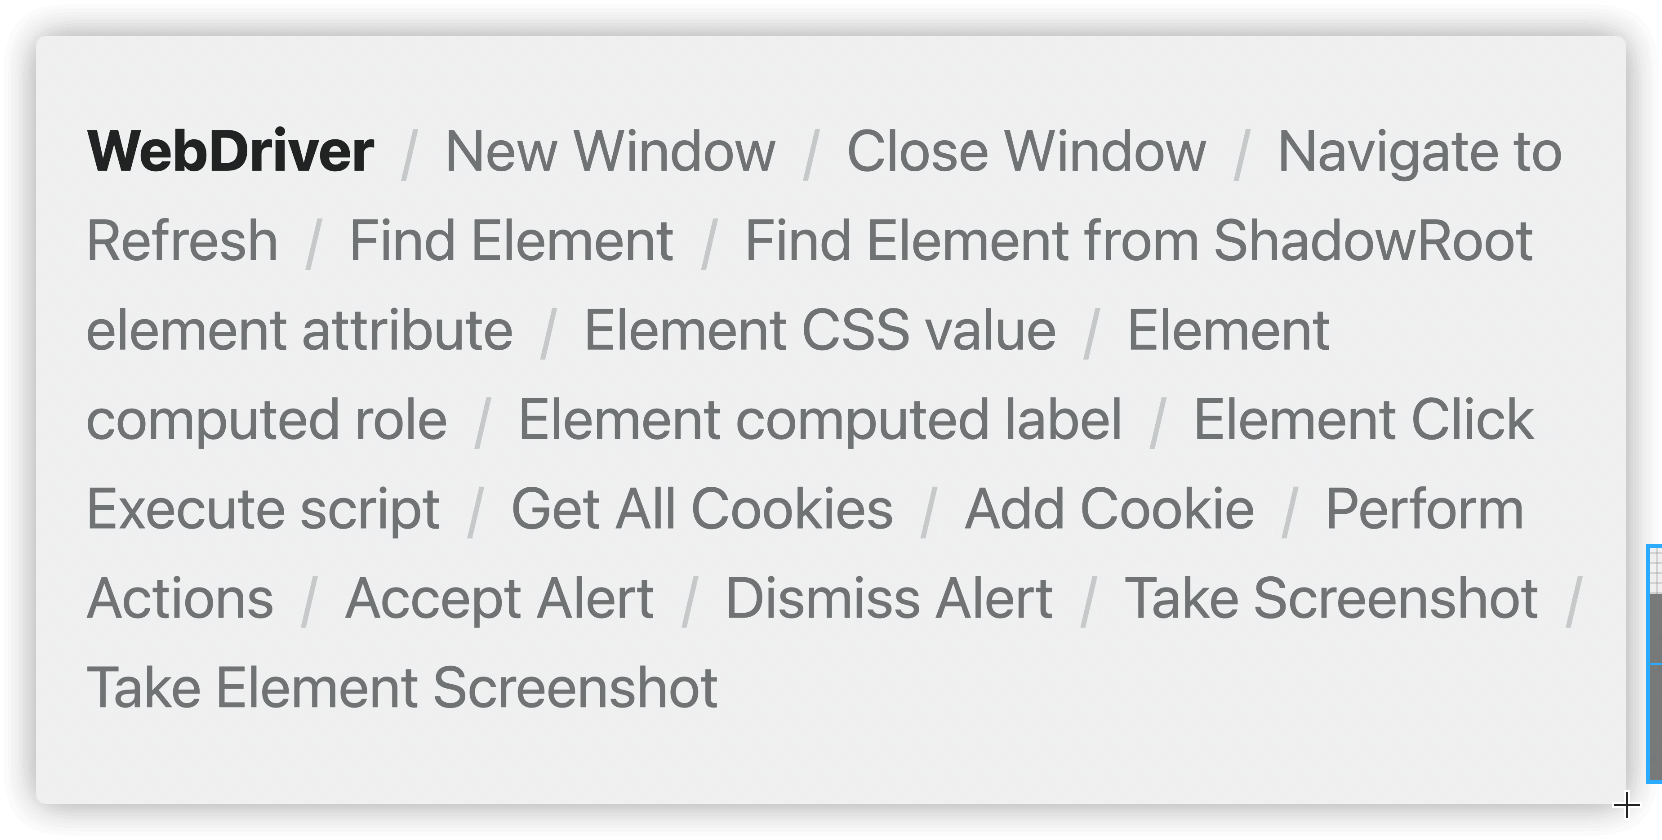 WebDriver / New Window / Close Window / Navigate to
Refresh / Find Element / Find Element from ShadowRoot
element attribute / Element CSS value / Element
computed role / Element computed label / Element Click
Execute script / Get All Cookies / Add Cookie / Perform
Actions / Accept Alert / Dismiss Alert / Take Screenshot /
Take Element Screenshot